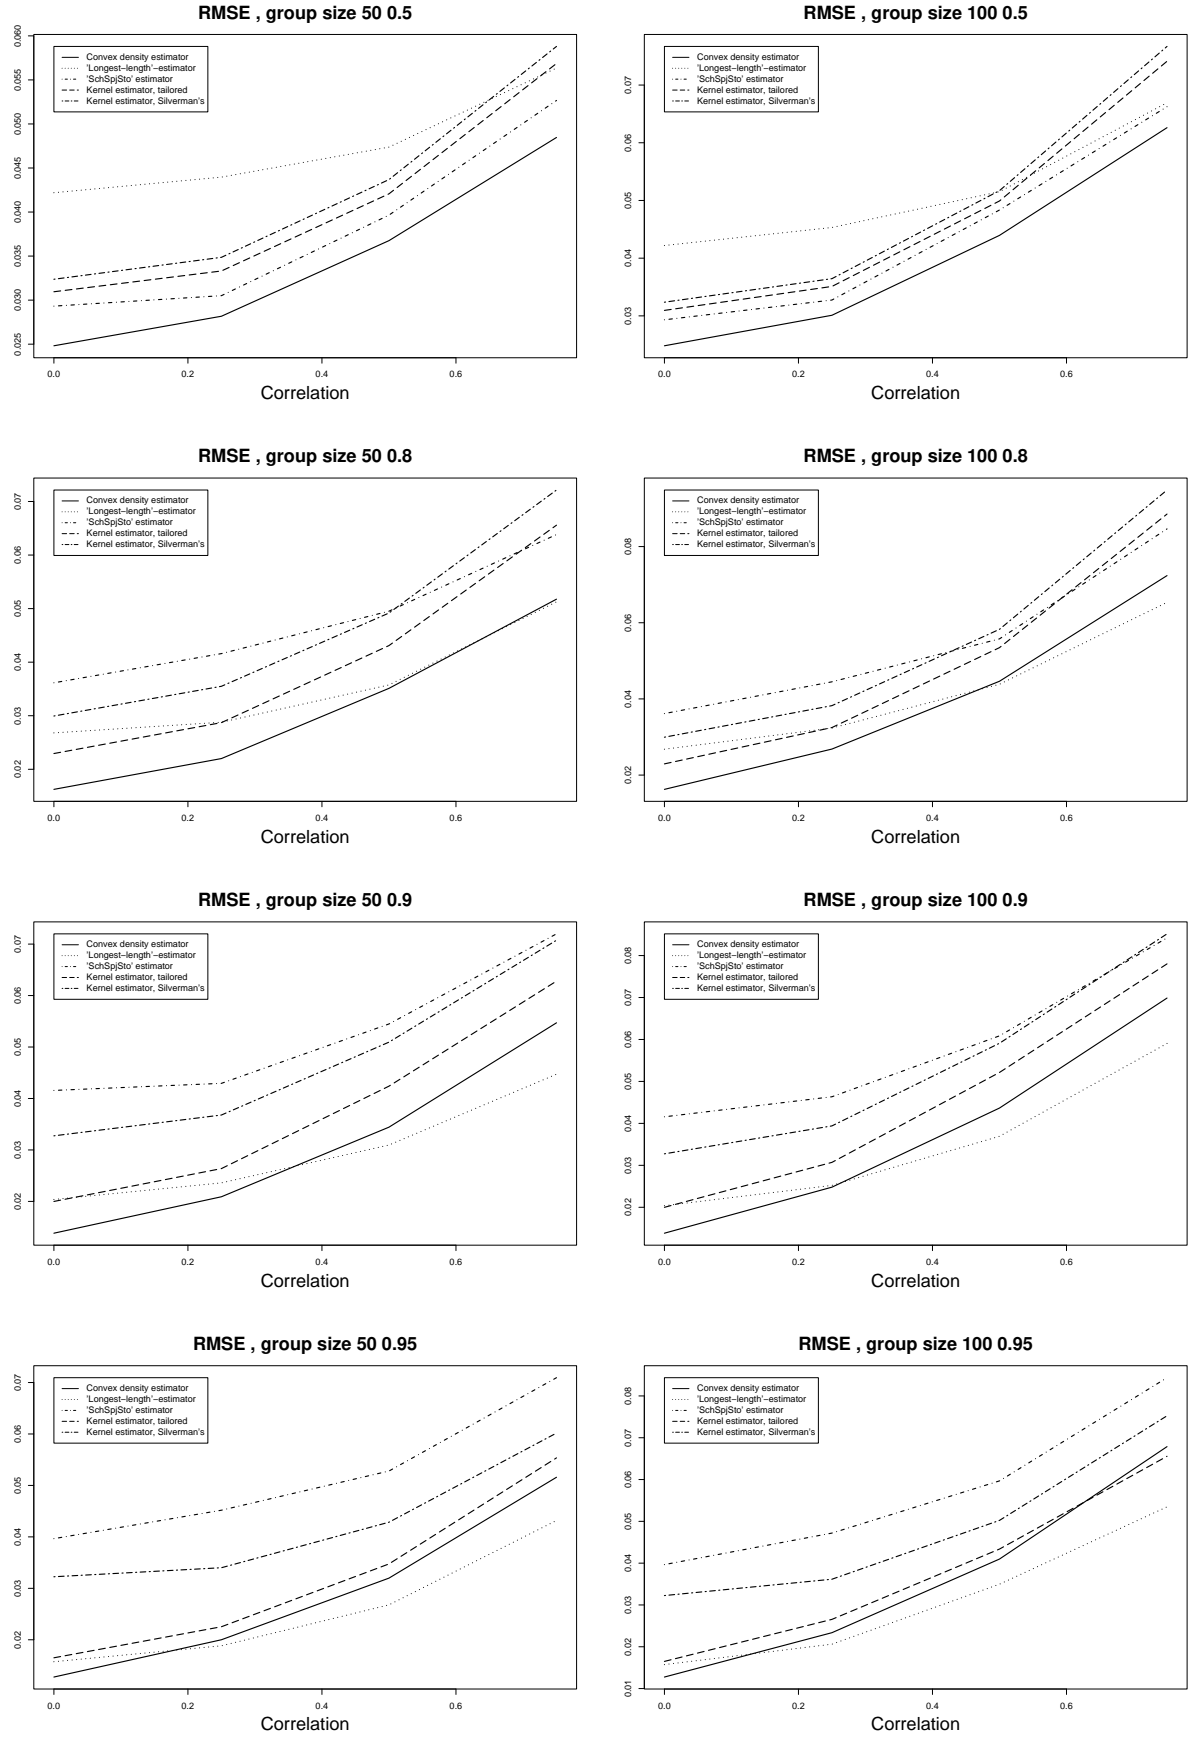 RMSE , group size 50 0.5
0.060
0.055
0.050
0.045
0.040
0.035
0.030
0.025
Convex density estimator
'Longest−length'−estimator
'SchSpjSto' estimator
Kernel estimator, tailored
Kernel estimator, Silverman's
0.0 0.2 0.4 0.6
Correlation
RMSE , group size 100 0.5
0.07
0.06
0.05
0.04
0.03
Convex density estimator
'Longest−length'−estimator
'SchSpjSto' estimator
Kernel estimator, tailored
Kernel estimator, Silverman's
0.0 0.2 0.4 0.6
Correlation
RMSE , group size 50 0.8
0.07
0.06
0.05
0.04
0.03
0.02
Convex density estimator
'Longest−length'−estimator
'SchSpjSto' estimator
Kernel estimator, tailored
Kernel estimator, Silverman's
0.0 0.2 0.4 0.6
Correlation
RMSE , group size 100 0.8
0.08
0.06
0.04
0.02
Convex density estimator
'Longest−length'−estimator
'SchSpjSto' estimator
Kernel estimator, tailored
Kernel estimator, Silverman's
0.0 0.2 0.4 0.6
Correlation
RMSE , group size 50 0.9
0.07
0.06
0.05
0.04
0.03
0.02
Convex density estimator
'Longest−length'−estimator
'SchSpjSto' estimator
Kernel estimator, tailored
Kernel estimator, Silverman's
0.0 0.2 0.4 0.6
Correlation
RMSE , group size 100 0.9
0.08
0.07
0.06
0.05
0.04
0.03
0.02
Convex density estimator
'Longest−length'−estimator
'SchSpjSto' estimator
Kernel estimator, tailored
Kernel estimator, Silverman's
0.0 0.2 0.4 0.6
Correlation
RMSE , group size 50 0.95
0.07
0.06
0.05
0.04
0.03
0.02
Convex density estimator
'Longest−length'−estimator
'SchSpjSto' estimator
Kernel estimator, tailored
Kernel estimator, Silverman's
0.0 0.2 0.4 0.6
Correlation
RMSE , group size 100 0.95
0.08
0.07
0.06
0.05
0.04
0.03
0.02
0.01
Convex density estimator
'Longest−length'−estimator
'SchSpjSto' estimator
Kernel estimator, tailored
Kernel estimator, Silverman's
0.0 0.2 0.4 0.6
Correlation